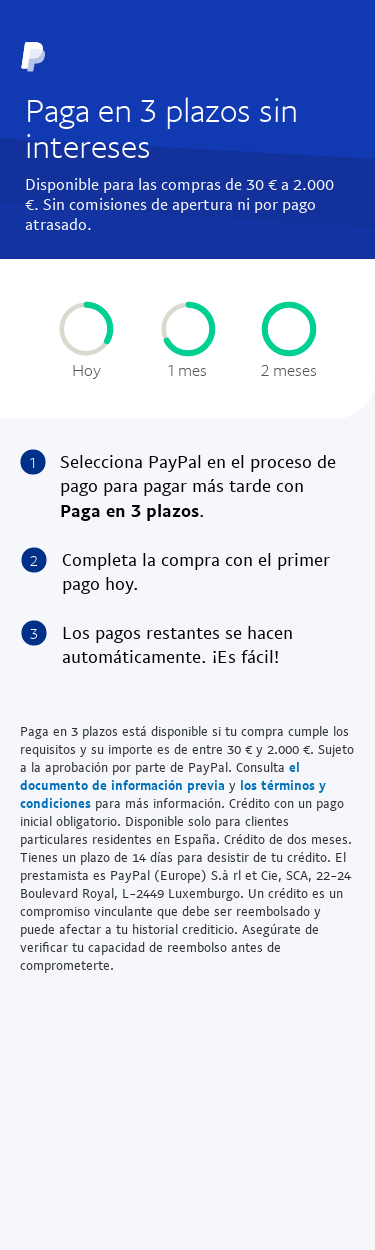 Paga en 3 plazos sin
intereses
Disponible para las compras de 30 € a 2.000
€. Sin comisiones de apertura ni por pago
atrasado.
Hoy
1 mes
2 meses
1
Selecciona PayPal en el proceso de
pago para pagar más tarde con
Paga en 3 plazos.
2
Completa la compra con el primer
pago hoy.
3
Los pagos restantes se hacen
automáticamente. ¡Es fácil!
Paga en 3 plazos está disponible si tu compra cumple los
requisitos y su importe es de entre 30 € y 2.000 €. Sujeto
a la aprobación por parte de PayPal. Consulta el
documento de información previa y los términos y
condiciones para más información. Crédito con un pago
inicial obligatorio. Disponible solo para clientes
particulares residentes en España. Crédito de dos meses.
Tienes un plazo de 14 días para desistir de tu crédito. El
prestamista es PayPal (Europe) S.à rl et Cie, SCA, 22-24
Boulevard Royal, L-2449 Luxemburgo. Un crédito es un
compromiso vinculante que debe ser reembolsado y
puede afectar a tu historial crediticio. Asegúrate de
verificar tu capacidad de reembolso antes de
comprometerte.